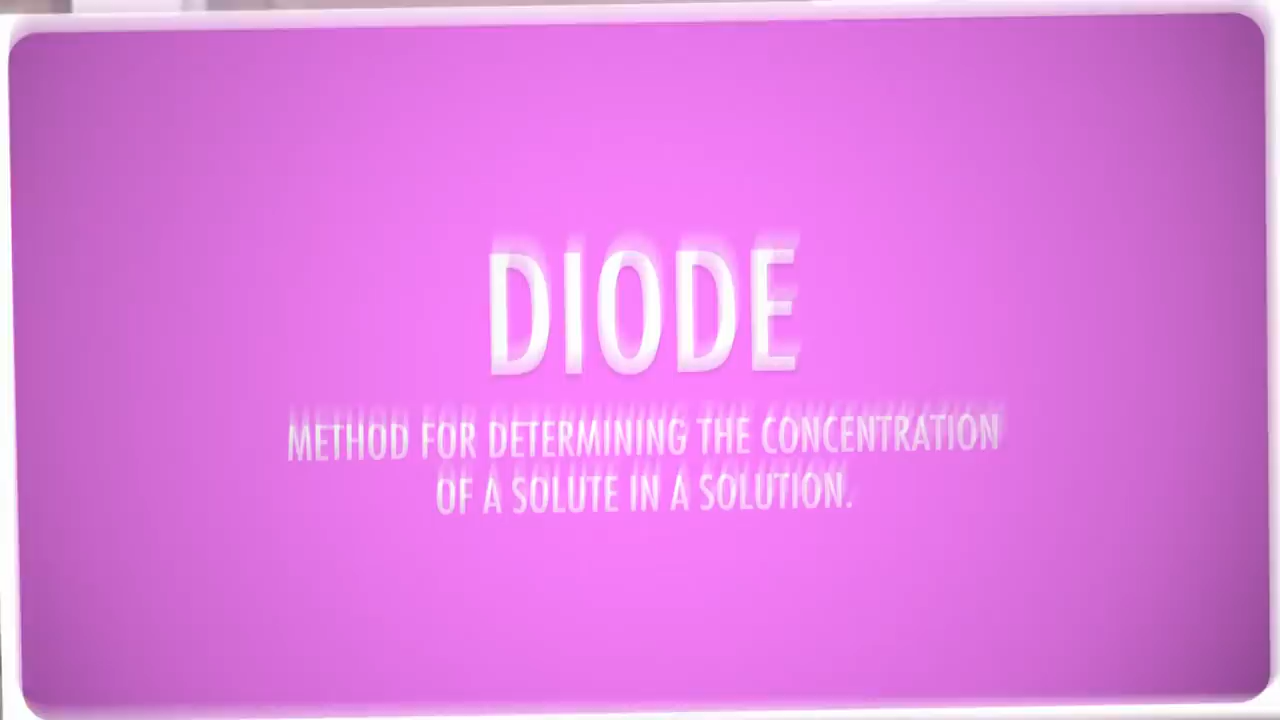 DIODE
METHOD FOR DETERMINING THE CONCENTRATION
OF A SOLUTE IN A SOLUTION.